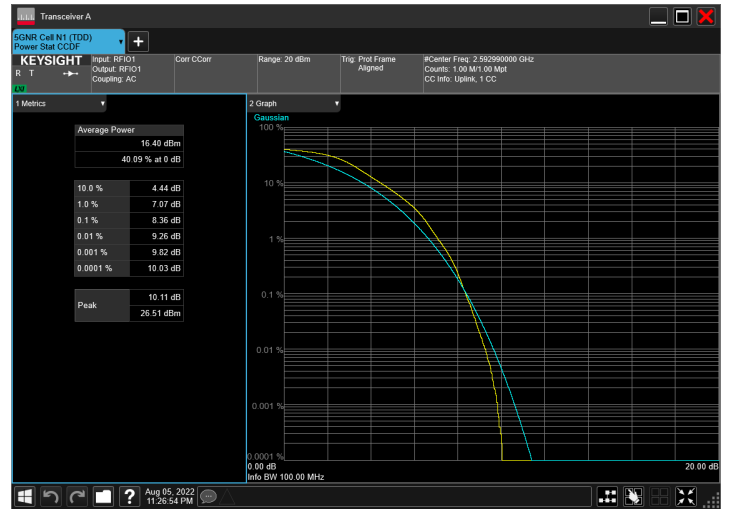 Transceiver A
5GNR Cell N1 (TDD)
Power Stat CCDF
KEYSIGHT
R T
LXI
Input: RFIO1
Output: RFIO1
Coupling: AC
Corr CCorr
Range: 20 dBm
Trig: Prot Frame
Aligned
#Center Freq: 2.592990000 GHz
Counts: 1.00 M/1.00 Mpt
CC Info: Uplink, 1 CC
1 Metrics
Average Power
16.40 dBm
40.09 % at 0 dB
10.0 % 4.44 dB
1.0 % 7.07 dB
0.1 % 8.36 dB
0.01 % 9.26 dB
0.001 % 9.82 dB
0.0001 % 10.03 dB
Peak
10.11 dB
26.51 dBm
2 Graph
Gaussian
100 %
10 %
1 %
0.1 %
0.01 %
0.001 %
0.0001 %
0.00 dB
20.00 dB
Info BW 100.00 MHz
?
Aug 05, 2022
11:26:54 PM